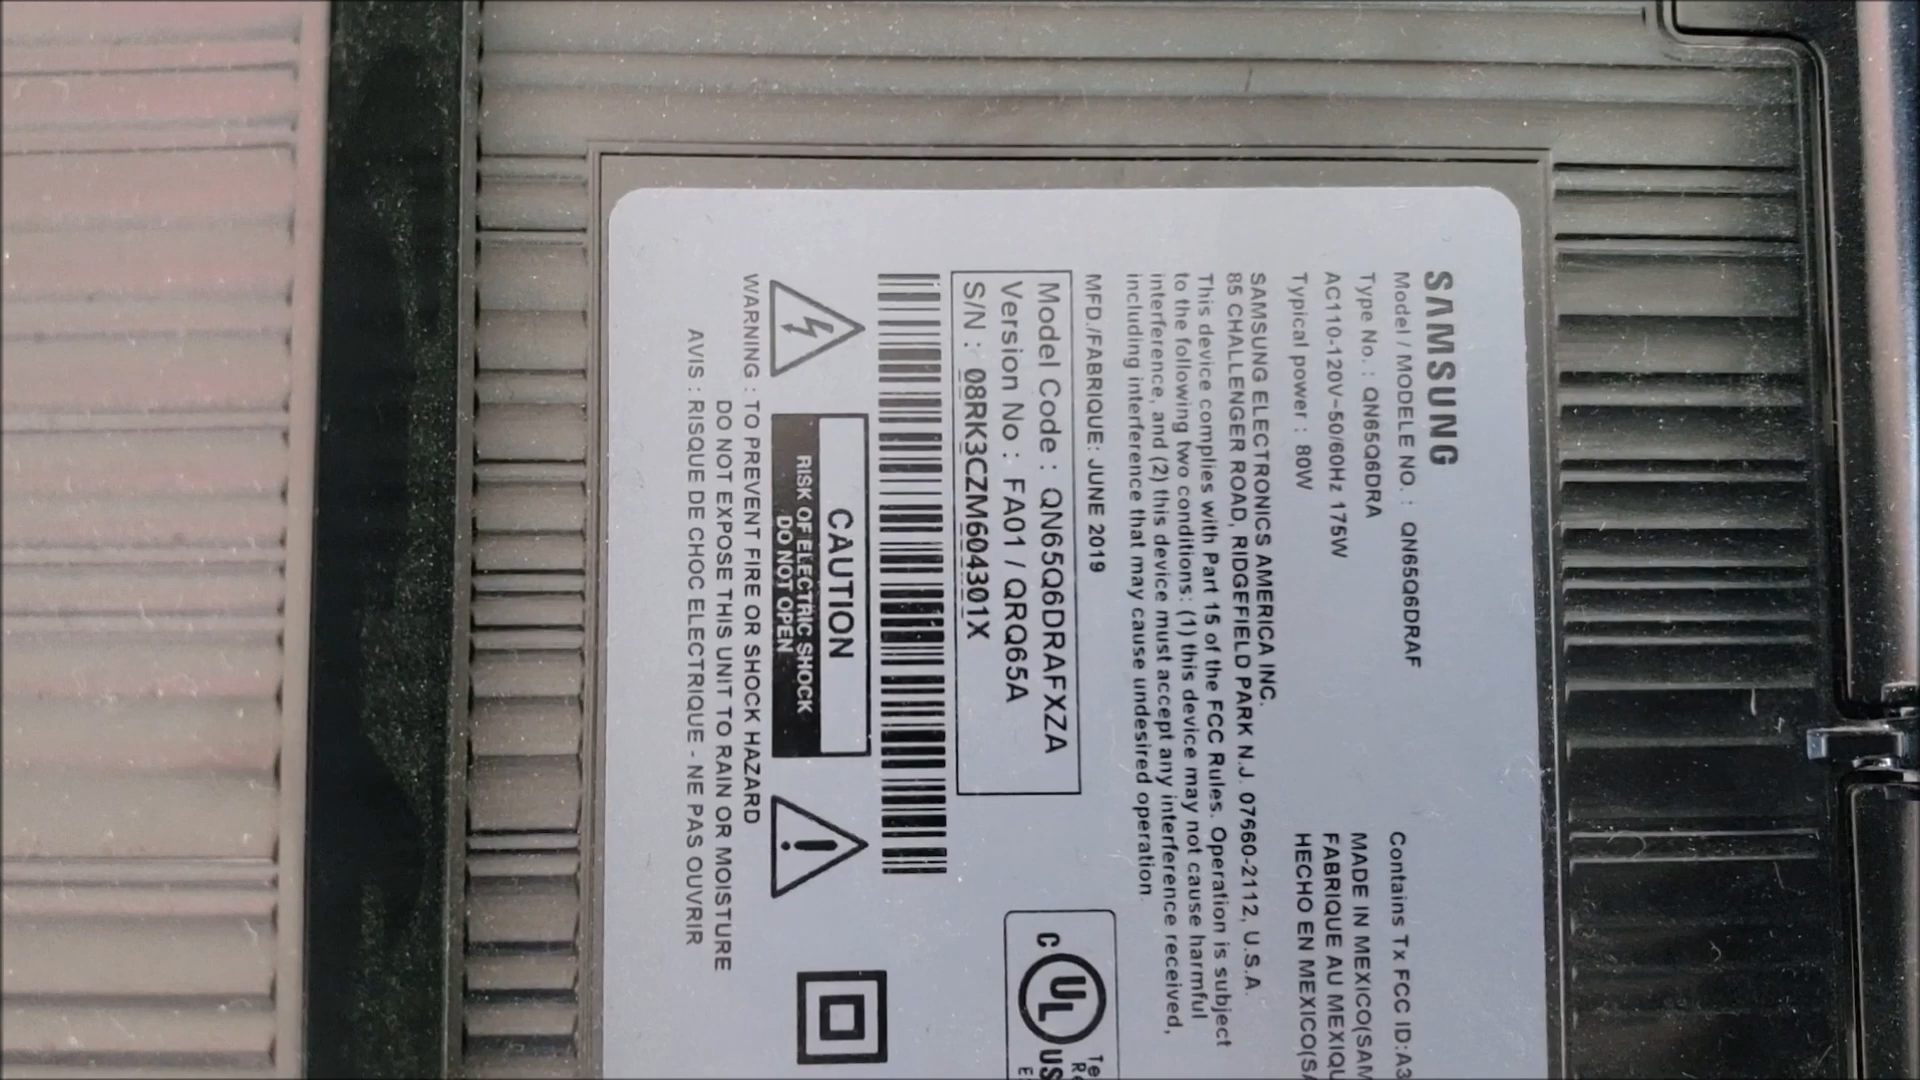 SAMSUNG
Model / MODELE NO. : QN65Q6DRAF
Type No. : QN65Q6DRA
AC110-120V~50/60Hz 175W
Typical power : 80W
Contains Tx FCC ID:A3
MADE IN MEXICO(SAM
FABRIQUE AU MEXIQU
HECHO EN MEXICO(SA
SAMSUNG ELECTRONICS AMERICA INC.
85 CHALLENGER ROAD, RIDGEFIELD PARK N.J. 07660-2112, U.S.A.
This device complies with Part 15 of the FCC Rules. Operation is subject
to the following two conditions: (1) this device may not cause harmful
interference, and (2) this device must accept any interference received,
including interference that may cause undesired operation.
MFD./FABRIQUE: JUNE 2019
Model Code : QN65Q6DRAFXZA
Version No : FA01 / QRQ65A
S/N : 08RK3CZM604301X
C UL US
CAUTION
RISK OF ELECTRIC SHOCK
DO NOT OPEN
WARNING : TO PREVENT FIRE OR SHOCK HAZARD
DO NOT EXPOSE THIS UNIT TO RAIN OR MOISTURE
AVIS : RISQUE DE CHOC ELECTRIQUE - NE PAS OUVRIR